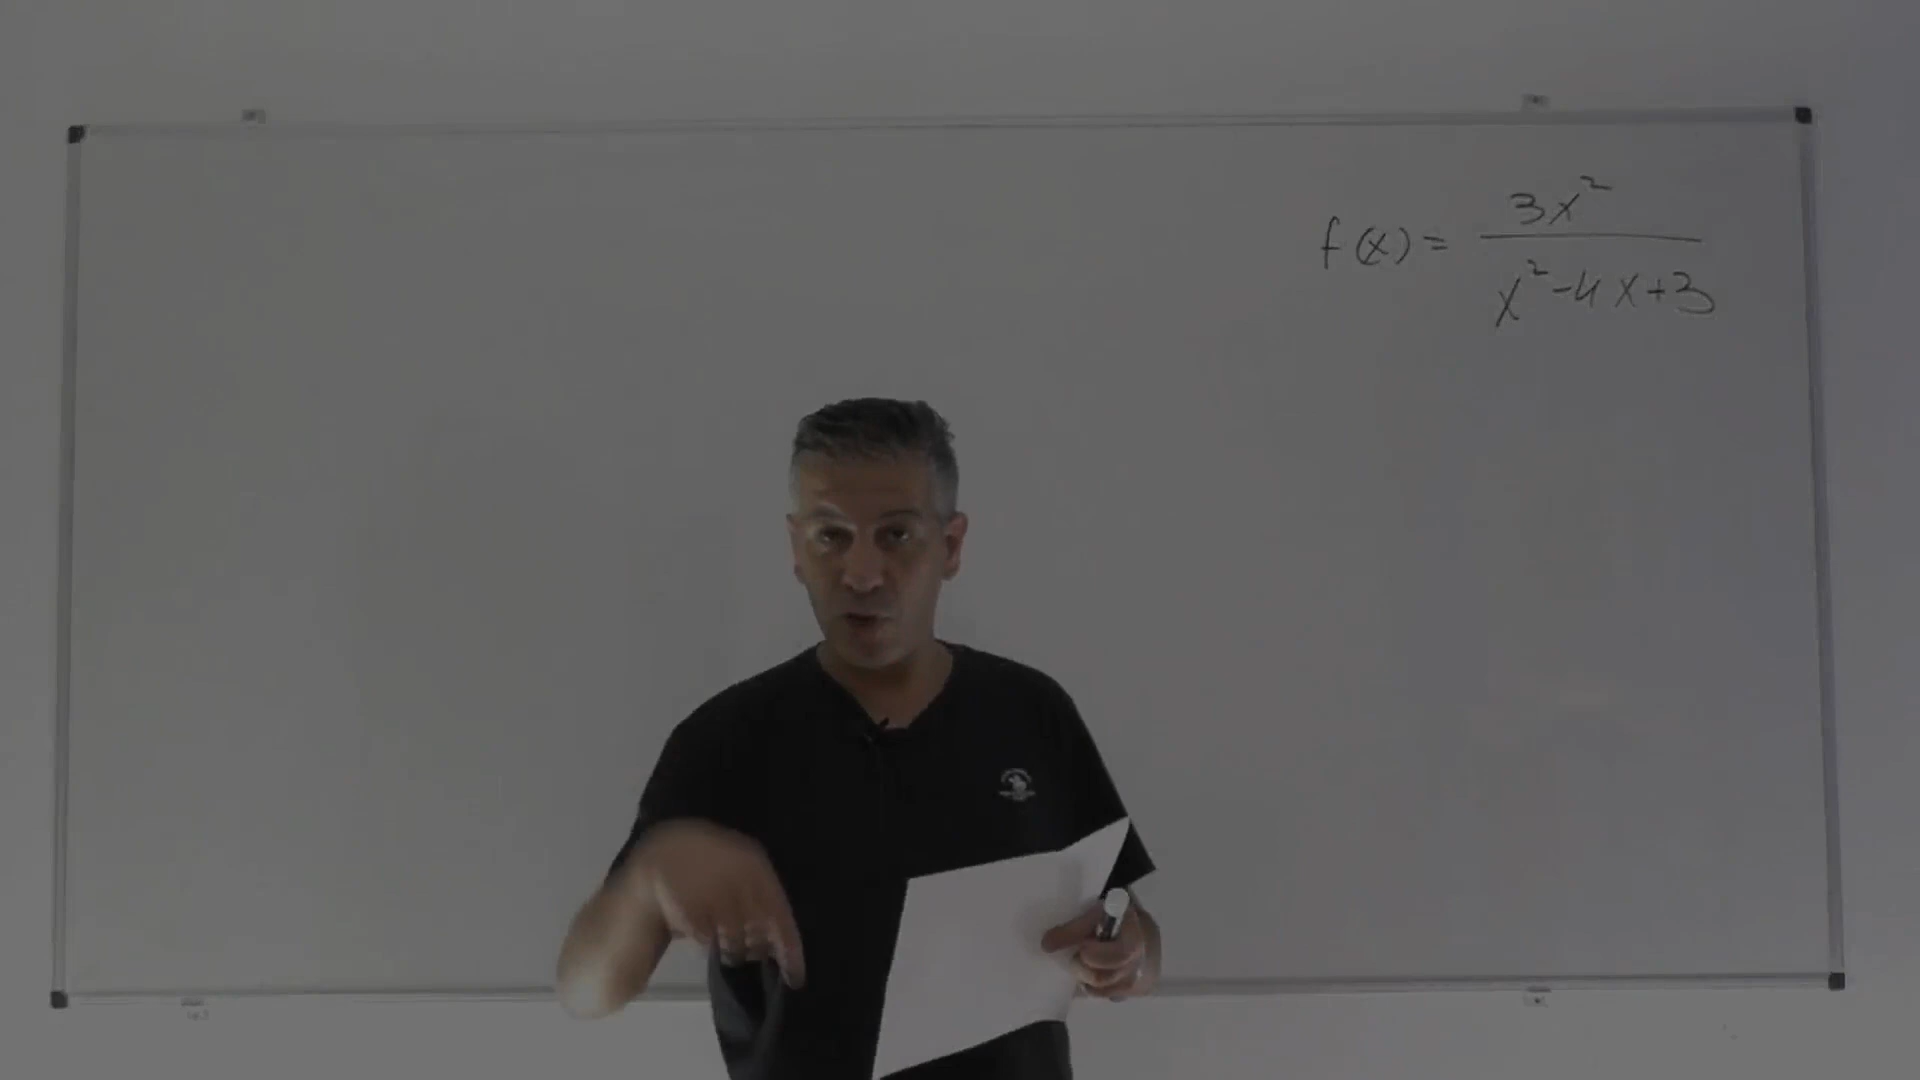 f(x) = 3x² / x²-4x+3